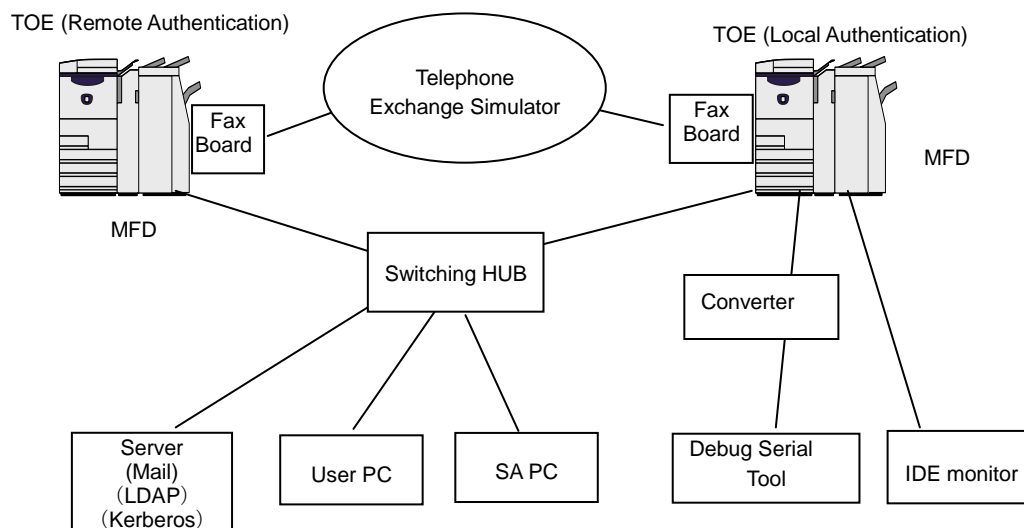 TOE (Remote Authentication)
TOE (Local Authentication)
Telephone
Exchange Simulator
Fax
Board
Fax
Board
MFD
MFD
Switching HUB
Converter
Server
(Mail)
（LDAP）
（Kerberos）
User PC
SA PC
Debug Serial
Tool
IDE monitor